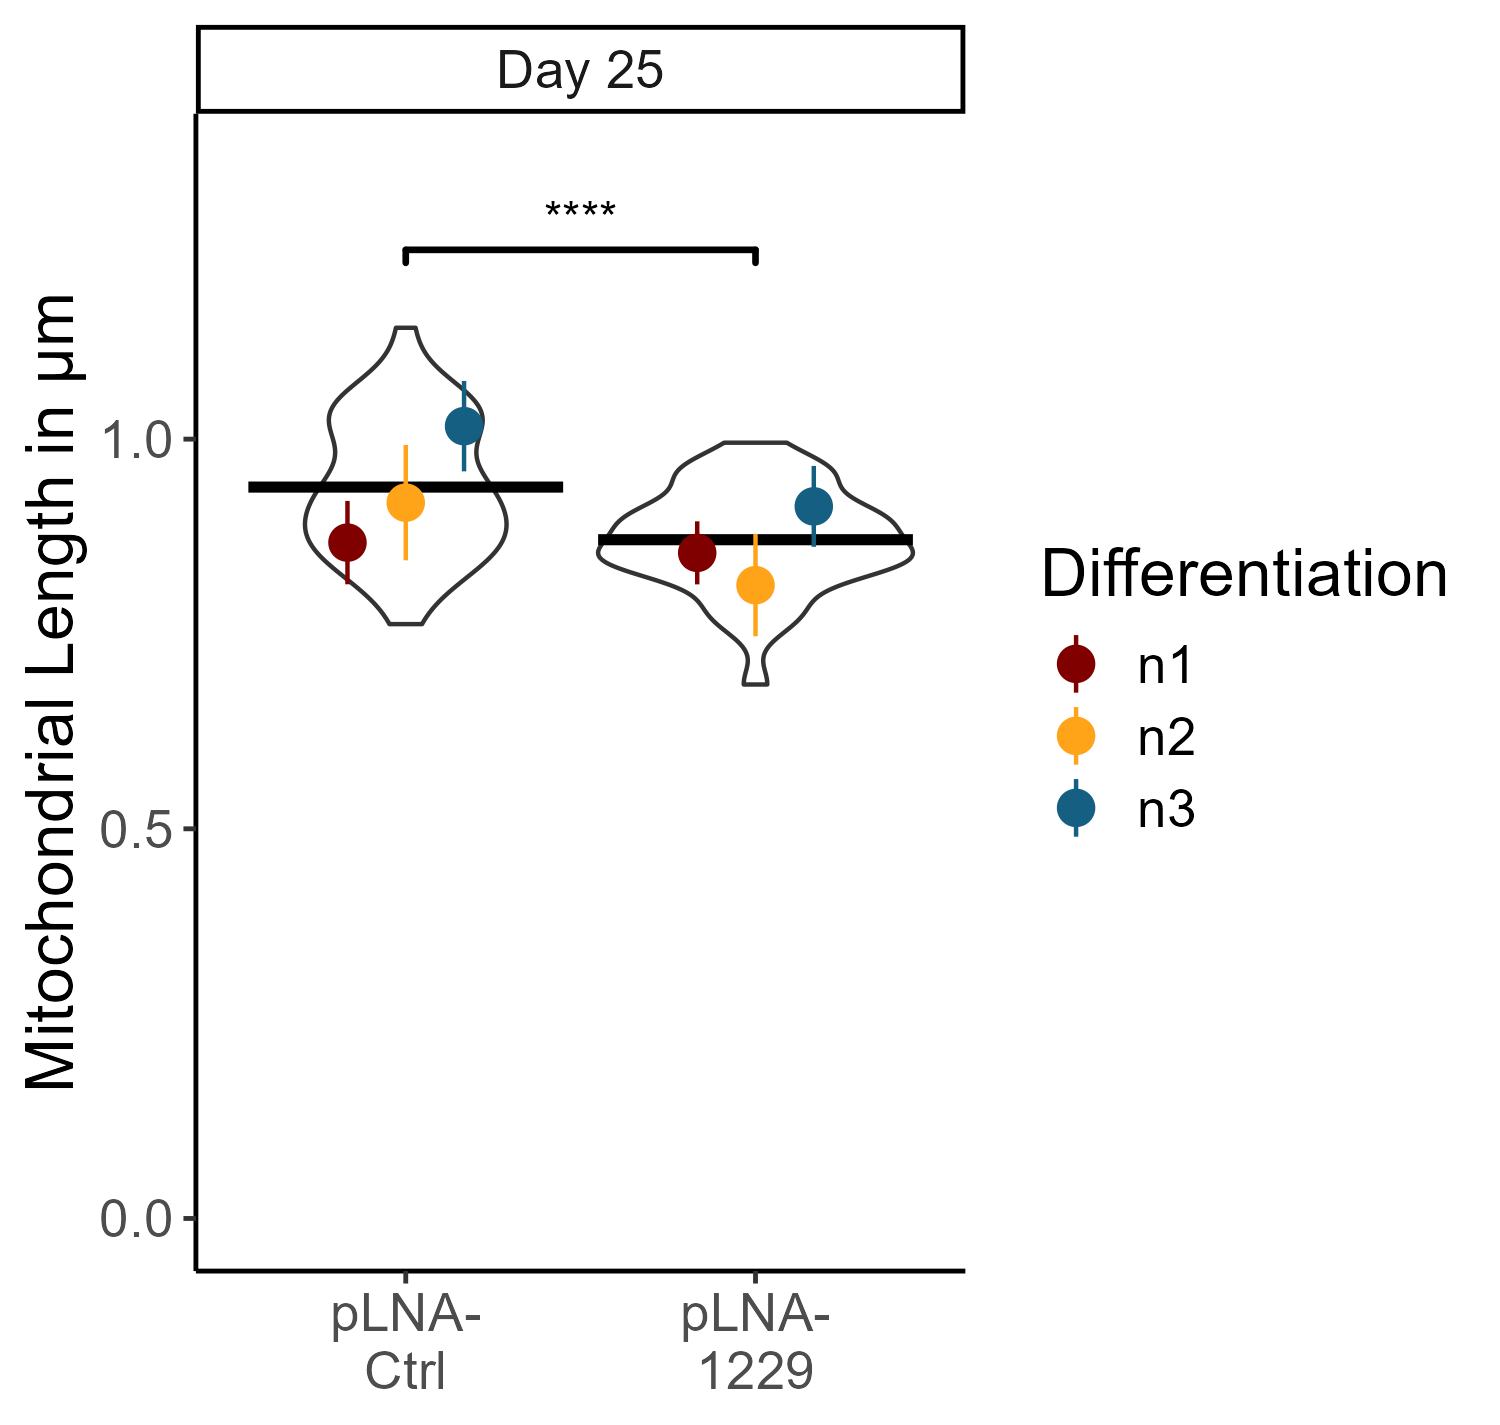 Day 25
****
Mitochondrial Length in µm
1.0
0.5
0.0
pLNA-
Ctrl
pLNA-
1229
Differentiation
n1
n2
n3